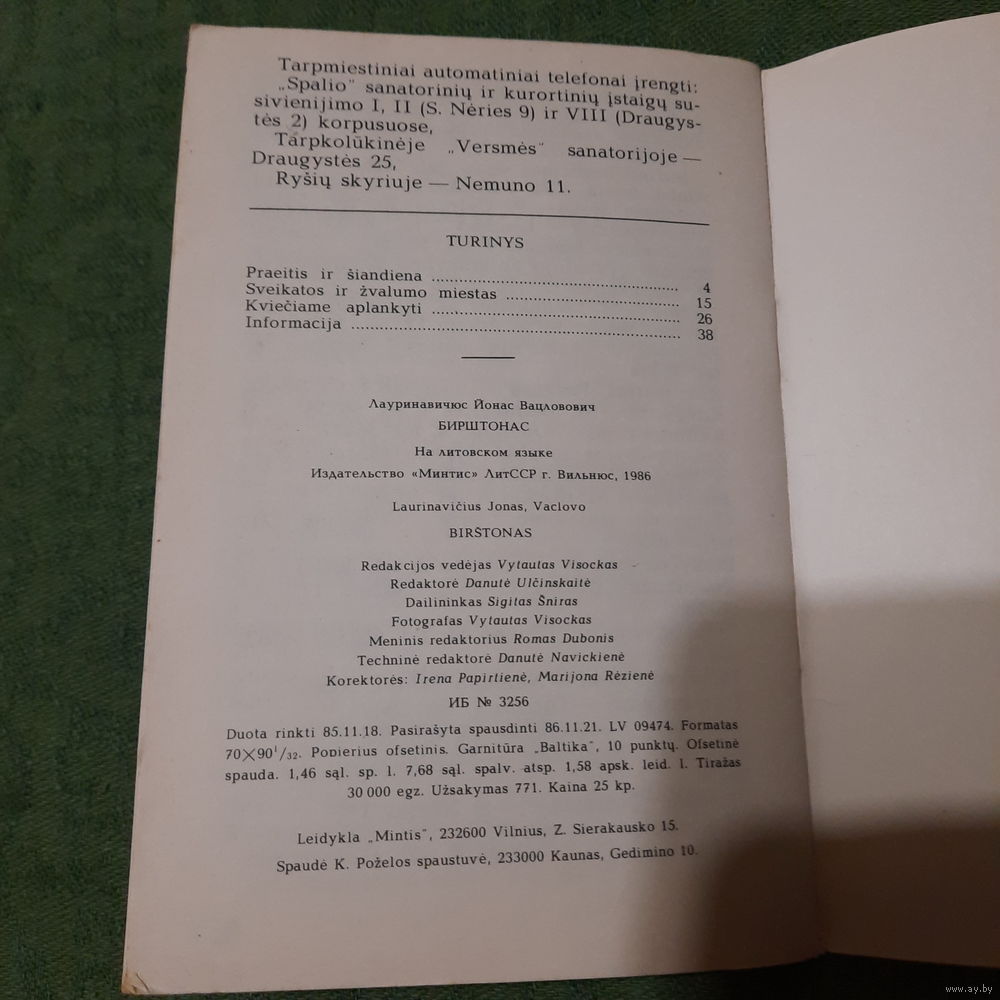 Tarpmiestiniai automatiniai telefonai įrengti:
„Spalio" sanatorinių ir kurortinių įstaigų su-
sivienijimo I, II (S. Nėries 9) ir VIII (Draugys-
tės 2) korpusuose,
Tarpkolūkinėje „Versmės" sanatorijoje —
Draugystės 25,
Ryšių skyriuje — Nemuno 11.
TURINYS
Praeitis ir šiandiena ........................................ 4
Sveikatos ir žvalumo miestas ........................................ 15
Kviečiame aplankyti ........................................ 26
Informacija ........................................ 38
Лауринавичюс Йонас Вацловович
БИРШТОНАС
На литовском языке
Издательство «Минтис» ЛитССР г. Вильнюс, 1986
Laurinavičius Jonas, Vaclovo
BIRŠTONAS
Redakcijos vedėjas Vytautas Visockas
Redaktorė Danutė Ulčinskaitė
Dailininkas Sigitas Šniras
Fotografas Vytautas Visockas
Meninis redaktorius Romas Dubonis
Techninė redaktorė Danutė Navickienė
Korektorės: Irena Papirtienė, Marijona Rėzienė
ИБ № 3256
Duota rinkti 85.11.18. Pasirašyta spausdinti 86.11.21. LV 09474. Formatas
70×90¹/₃₂. Popierius ofsetinis. Garnitūra „Baltika", 10 punktų. Ofsetinė
spauda. 1,46 sąl. sp. l. 7,68 sąl. spalv. atsp. 1,58 apsk. leid. l. Tiražas
30 000 egz. Užsakymas 771. Kaina 25 kp.
Leidykla „Mintis", 232600 Vilnius, Z. Sierakausko 15.
Spaudė K. Poželos spaustuvė, 233000 Kaunas, Gedimino 10.
www.ay.by